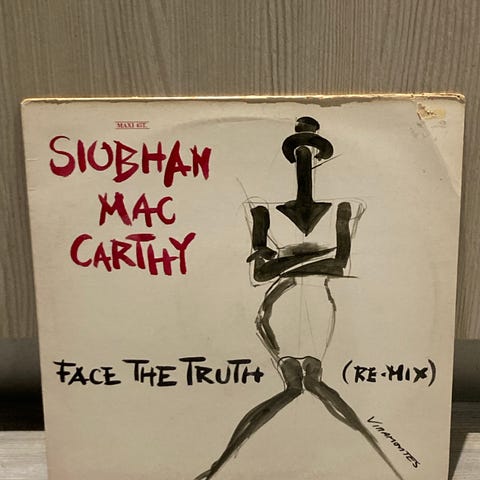 MAXI 45T.
SIOBHAN
MAC
CARTHY
FACE THE TRUTH (RE-MIX)
VIRAMONTES